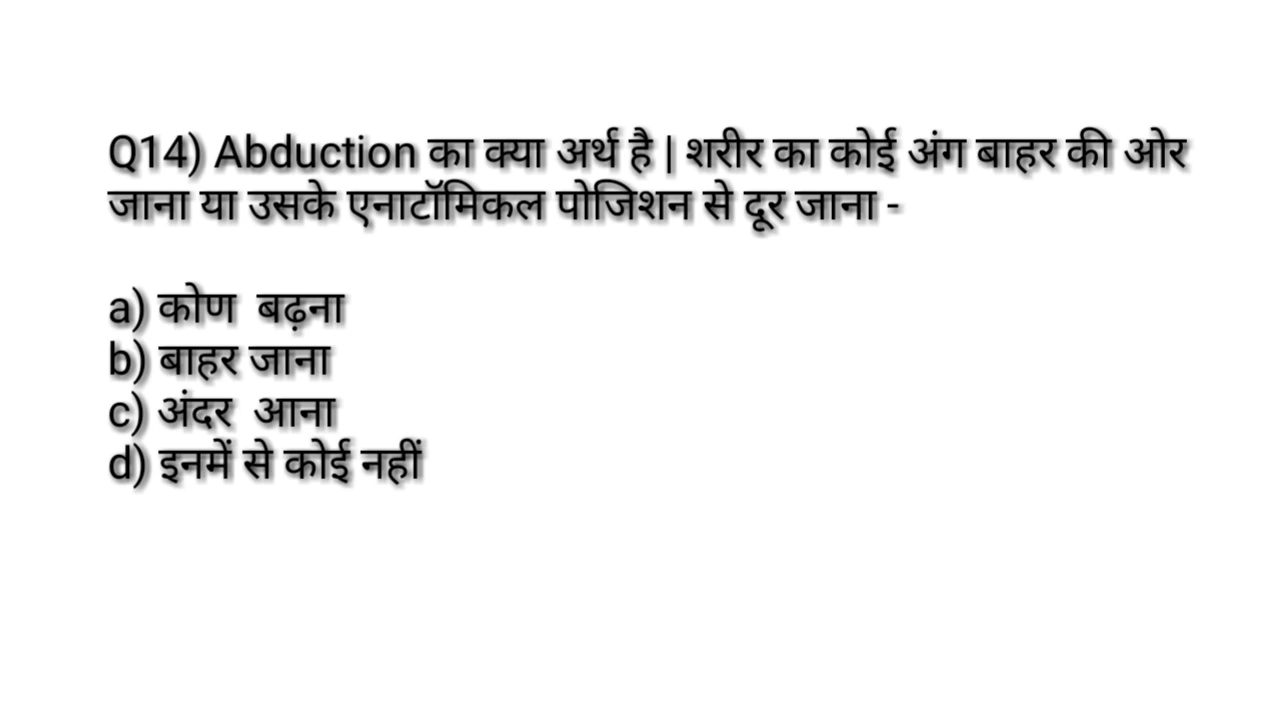 Q14) Abduction का क्या अर्थ है | शरीर का कोई अंग बाहर की ओर
जाना या उसके एनाटॉमिकल पोजिशन से दूर जाना -
a) कोण बढ़ना
b) बाहर जाना
c) अंदर आना
d) इनमें से कोई नहीं